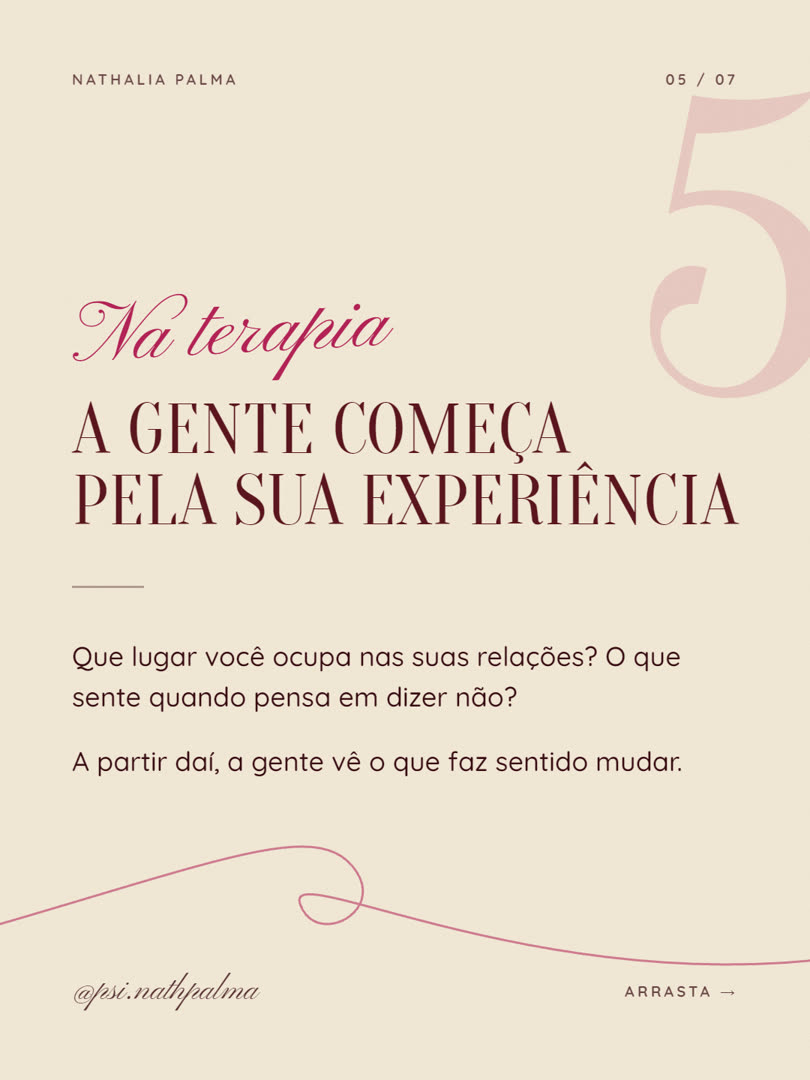 NATHALIA PALMA
05 / 07
5
Na terapia
A GENTE COMEÇA
PELA SUA EXPERIÊNCIA
Que lugar você ocupa nas suas relações? O que
sente quando pensa em dizer não?
A partir daí, a gente vê o que faz sentido mudar.
@psi.nathpalma
ARRASTA →